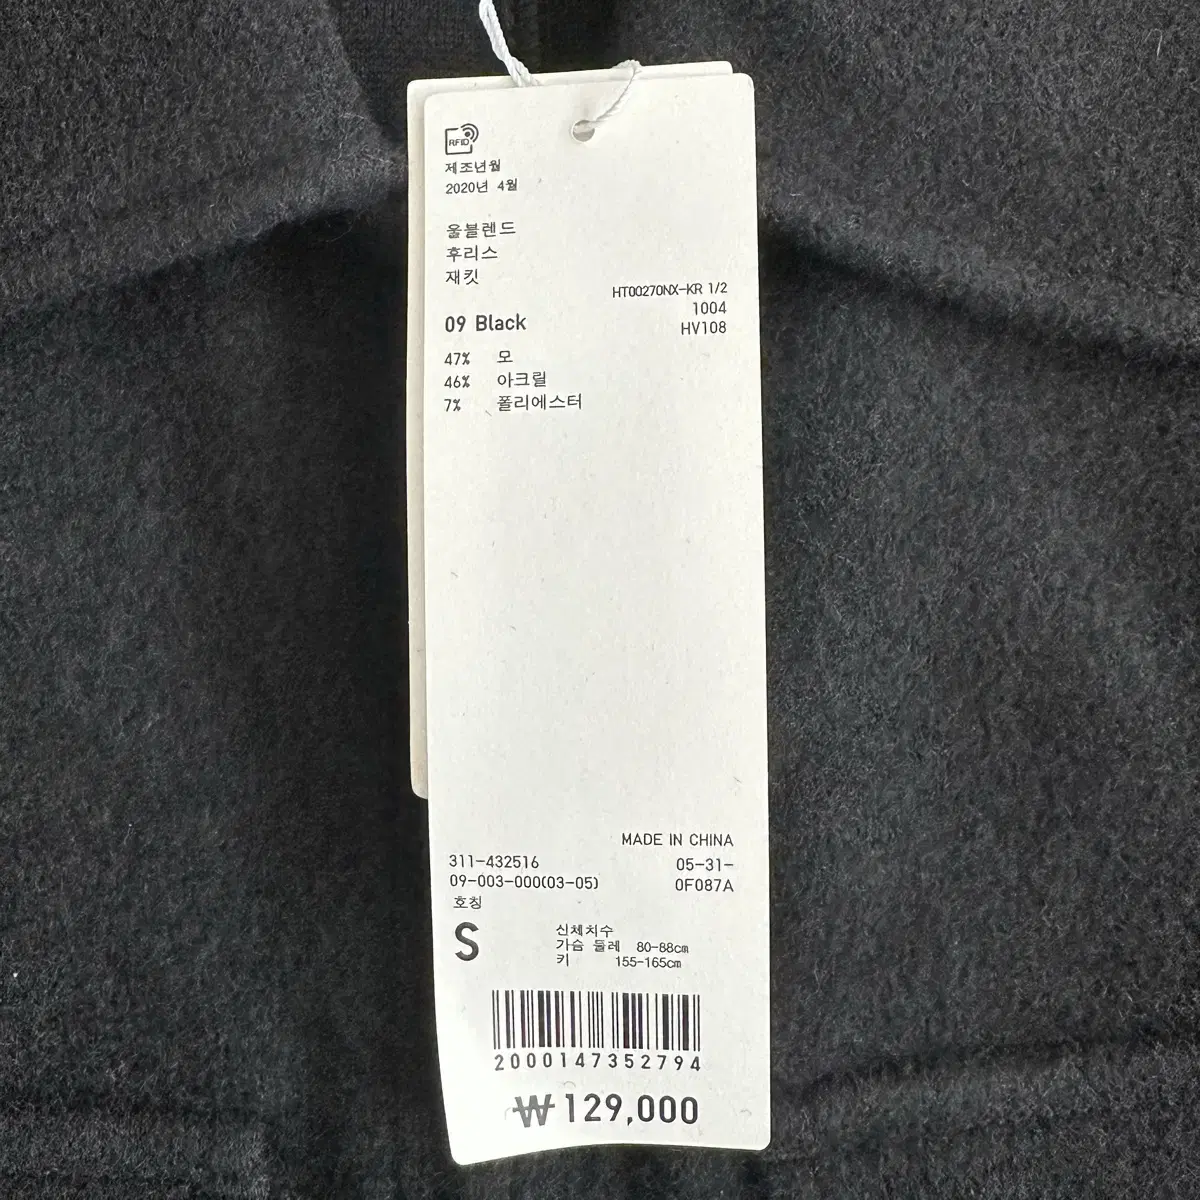 RFID
제조년월
2020년 4월
울블렌드
후리스
재킷
HT00270NX-KR 1/2
1004
09 Black
HV108
47% 모
46% 아크릴
7% 폴리에스터
MADE IN CHINA
311-432516 05-31-
09-003-000(03-05) 0F087A
호칭
S
신체치수
가슴 둘레 80-88cm
키 155-165cm
2000147352794
₩129,000